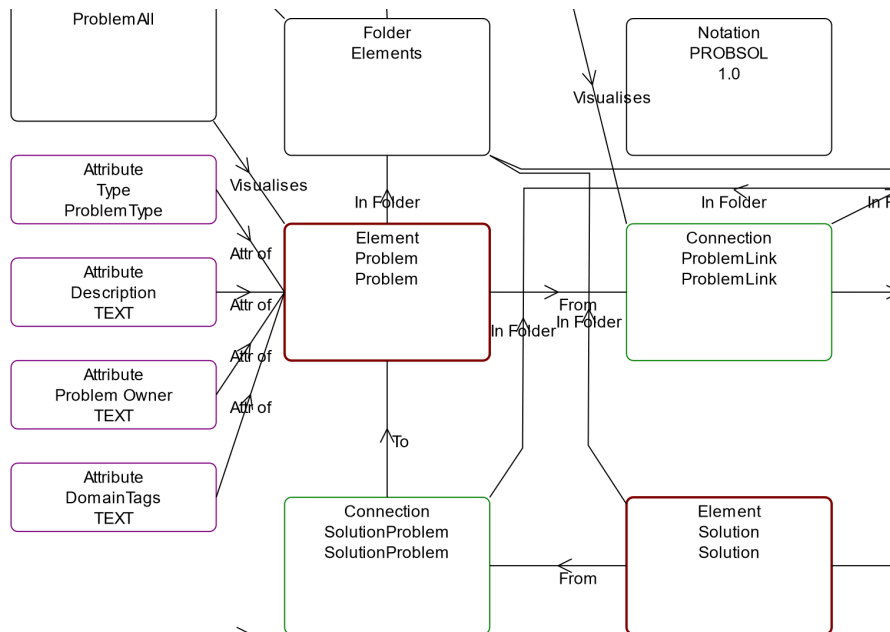 ProblemAll
Folder
Elements
Notation
PROBSOL
1.0
Visualises
Attribute
Type
ProblemType
Visualises
In Folder
In Folder
Element
Problem
Problem
Connection
ProblemLink
ProblemLink
Attr of
Attribute
Description
TEXT
Attr of
From
In Folder
In Folder
Attribute
Problem Owner
TEXT
Attr of
Attr of
To
Attribute
DomainTags
TEXT
Connection
SolutionProblem
SolutionProblem
Element
Solution
Solution
From